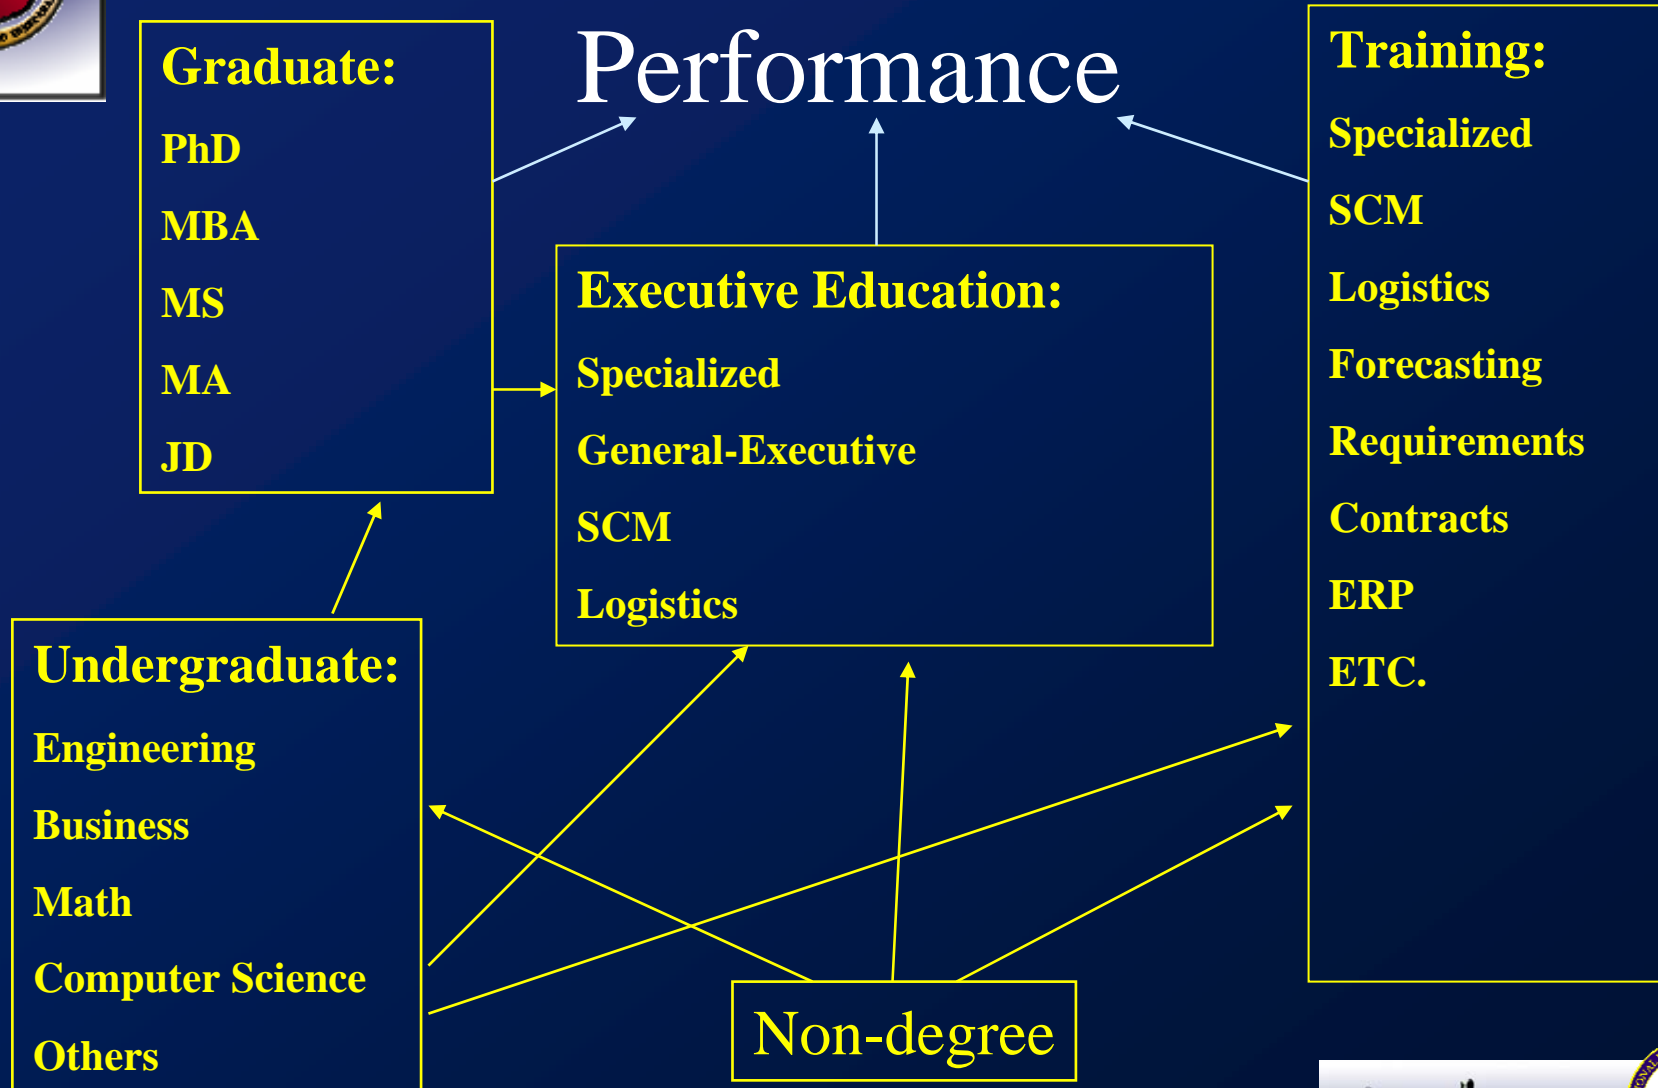 Performance
Graduate:
PhD
MBA
MS
MA
JD
Executive Education:
Specialized
General-Executive
SCM
Logistics
Training:
Specialized
SCM
Logistics
Forecasting
Requirements
Contracts
ERP
ETC.
Undergraduate:
Engineering
Business
Math
Computer Science
Others
Non-degree